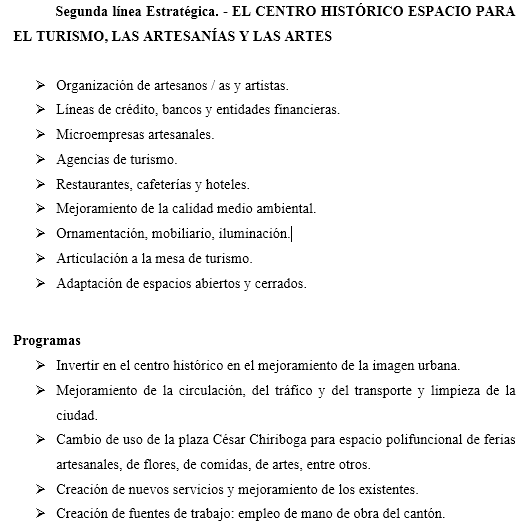 Segunda línea Estratégica. - EL CENTRO HISTÓRICO ESPACIO PARA
EL TURISMO, LAS ARTESANÍAS Y LAS ARTES
➢ Organización de artesanos / as y artistas.
➢ Líneas de crédito, bancos y entidades financieras.
➢ Microempresas artesanales.
➢ Agencias de turismo.
➢ Restaurantes, cafeterías y hoteles.
➢ Mejoramiento de la calidad medio ambiental.
➢ Ornamentación, mobiliario, iluminación.
➢ Articulación a la mesa de turismo.
➢ Adaptación de espacios abiertos y cerrados.
Programas
➢ Invertir en el centro histórico en el mejoramiento de la imagen urbana.
➢ Mejoramiento de la circulación, del tráfico y del transporte y limpieza de la
ciudad.
➢ Cambio de uso de la plaza César Chiriboga para espacio polifuncional de ferias
artesanales, de flores, de comidas, de artes, entre otros.
➢ Creación de nuevos servicios y mejoramiento de los existentes.
➢ Creación de fuentes de trabajo: empleo de mano de obra del cantón.